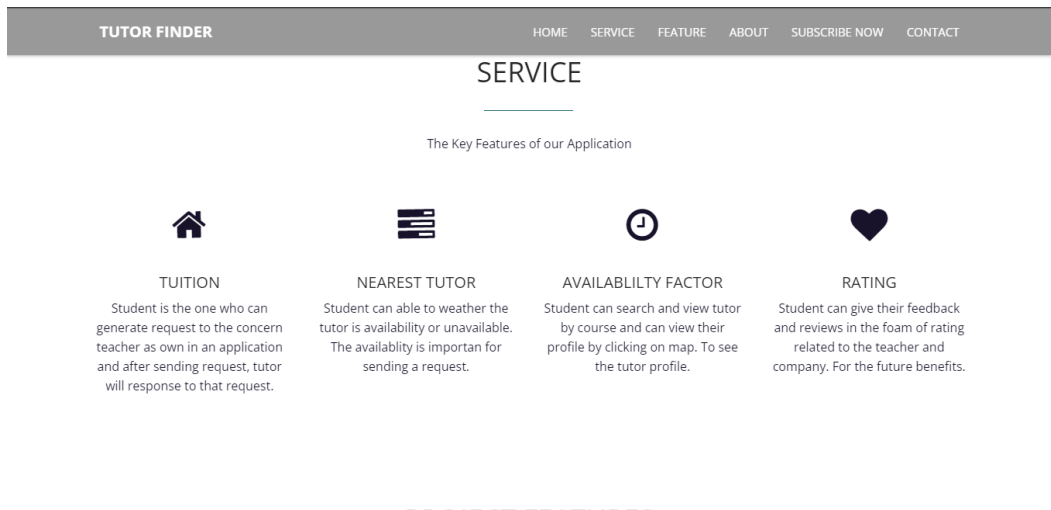 TUTOR FINDER
HOME SERVICE FEATURE ABOUT SUBSCRIBE NOW CONTACT
SERVICE
The Key Features of our Application
TUITION
Student is the one who can
generate request to the concern
teacher as own in an application
and after sending request, tutor
will response to that request.
NEAREST TUTOR
Student can able to weather the
tutor is availability or unavailable.
The availablity is importan for
sending a request.
AVAILABLILTY FACTOR
Student can search and view tutor
by course and can view their
profile by clicking on map. To see
the tutor profile.
RATING
Student can give their feedback
and reviews in the foam of rating
related to the teacher and
company. For the future benefits.